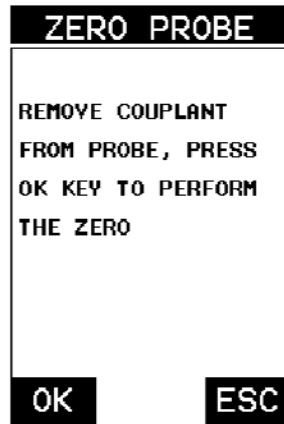 ZERO PROBE
REMOVE COUPLANT
FROM PROBE, PRESS
OK KEY TO PERFORM
THE ZERO
OK ESC